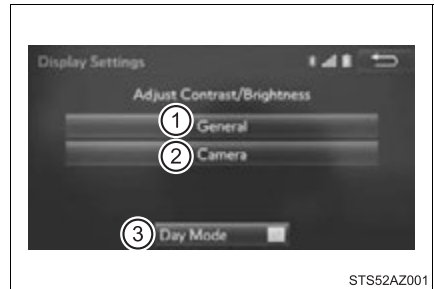 Display Settings
Adjust Contrast/Brightness
1 General
2 Camera
3 Day Mode
STS52AZ001